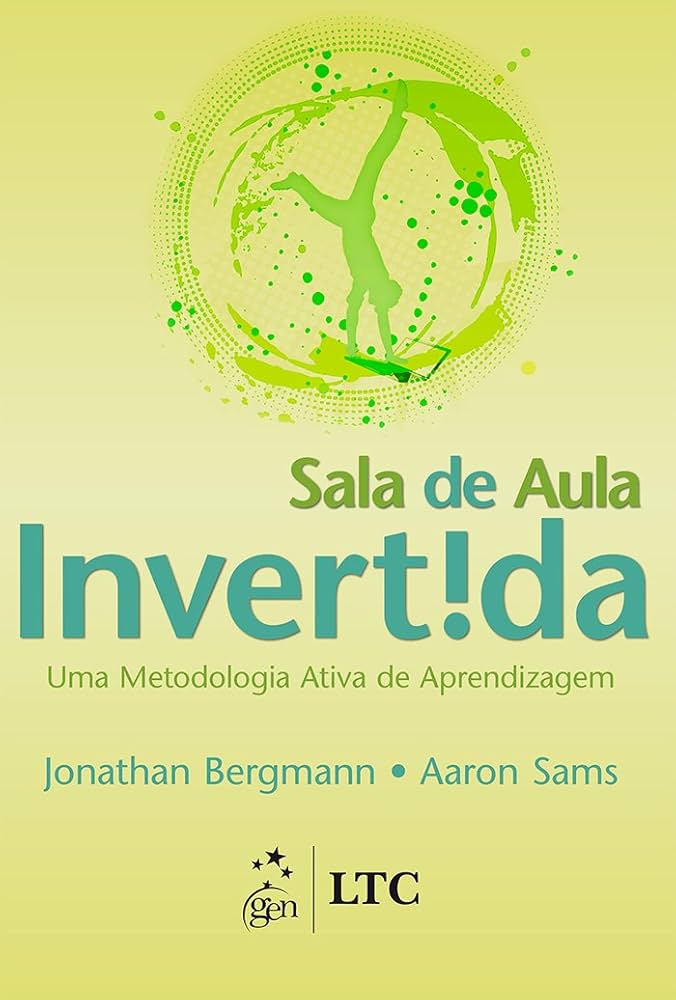 Sala de Aula
Invert!da
Uma Metodologia Ativa de Aprendizagem
Jonathan Bergmann • Aaron Sams
gen
LTC